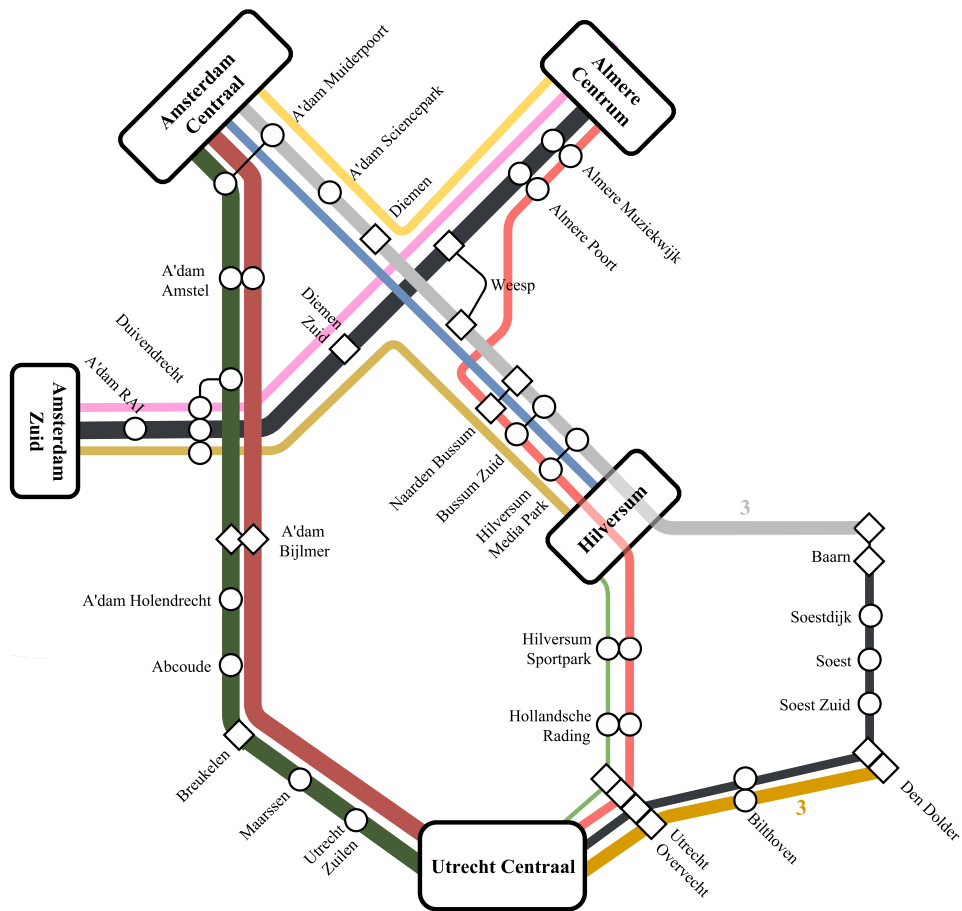 Amsterdam
Centraal
A'dam Muiderpoort
A'dam Sciencepark
Diemen
Almere
Centrum
Almere Muziekwijk
Almere Poort
Weesp
A'dam
Amstel
Diemen
Zuid
Duivendrecht
A'dam RAI
Amsterdam
Zuid
Naarden Bussum
Bussum Zuid
Hilversum
Media Park
Hilversum
3
Baarn
A'dam
Bijlmer
A'dam Holendrecht
Abcoude
Soestdijk
Soest
Soest Zuid
Hilversum
Sportpark
Hollandsche
Rading
Breukelen
Maarssen
Utrecht
Zuilen
Utrecht Centraal
Utrecht
Overvecht
3
Bilthoven
Den Dolder